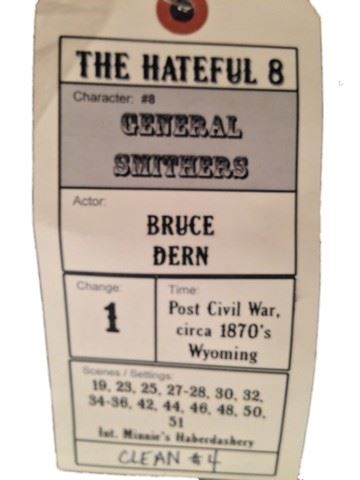 THE HATEFUL 8
Character: #8
GENERAL
SMITHERS
Actor:
BRUCE
DERN
Change:
1
Time:
Post Civil War,
circa 1870's
Wyoming
Scenes / Settings:
19, 23, 25, 27-28, 30, 32,
34-36, 42, 44, 46, 48, 50,
51
Int. Minnie's Haberdashery
CLEAN #4